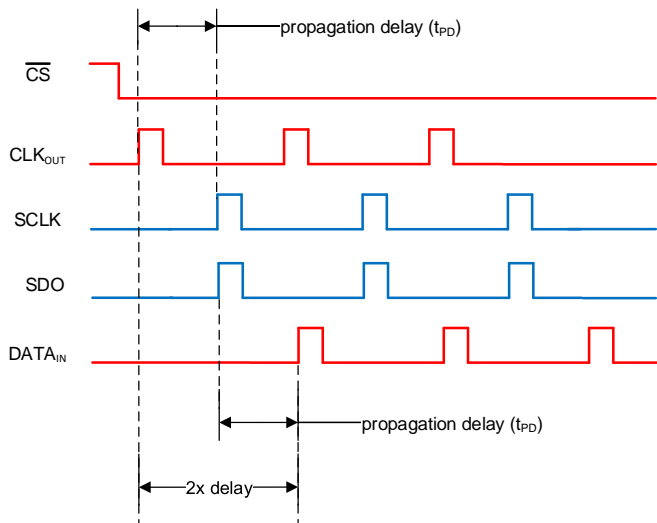 propagation delay (tPD)
CS
CLKOUT
SCLK
SDO
DATAIN
propagation delay (tPD)
2x delay